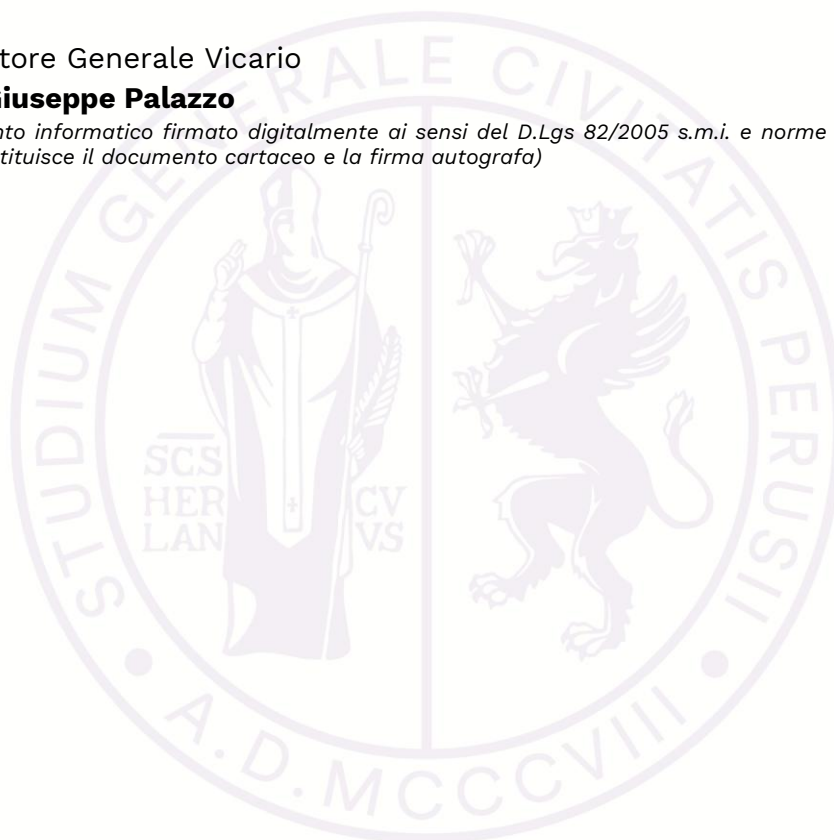 tore Generale Vicario
Giuseppe Palazzo
nto informatico firmato digitalmente ai sensi del D.Lgs 82/2005 s.m.i. e norme
tituisce il documento cartaceo e la firma autografa)
STUDIUM GENERALE CIVITATIS PERUSII
SCS
HER CV
LAN VS
A.D. MCCCVIII